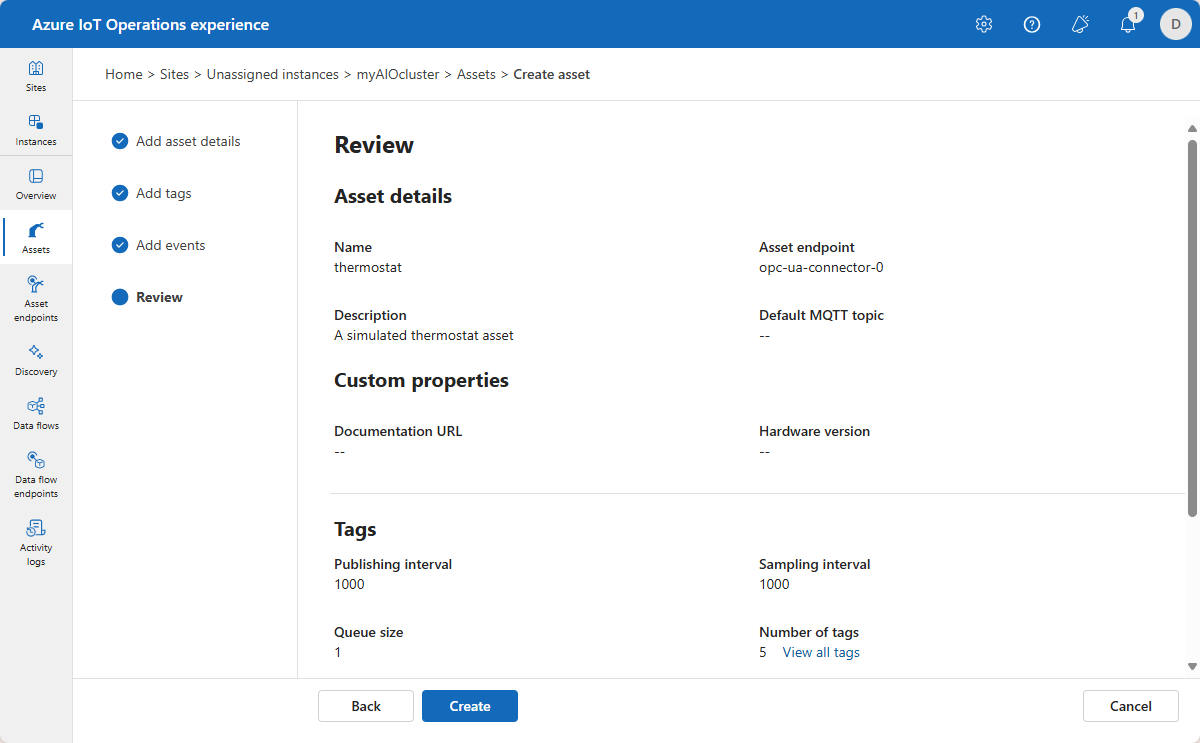 Azure IoT Operations experience
1
D
Home > Sites > Unassigned instances > myAIOcluster > Assets > Create asset
Sites
Instances
Overview
Assets
Asset
endpoints
Discovery
Data flows
Data flow
endpoints
Activity
logs
Add asset details
Add tags
Add events
Review
Review
Asset details
Name
thermostat
Asset endpoint
opc-ua-connector-0
Description
A simulated thermostat asset
Default MQTT topic
--
Custom properties
Documentation URL
--
Hardware version
--
Tags
Publishing interval
1000
Sampling interval
1000
Queue size
1
Number of tags
5 View all tags
Back
Create
Cancel